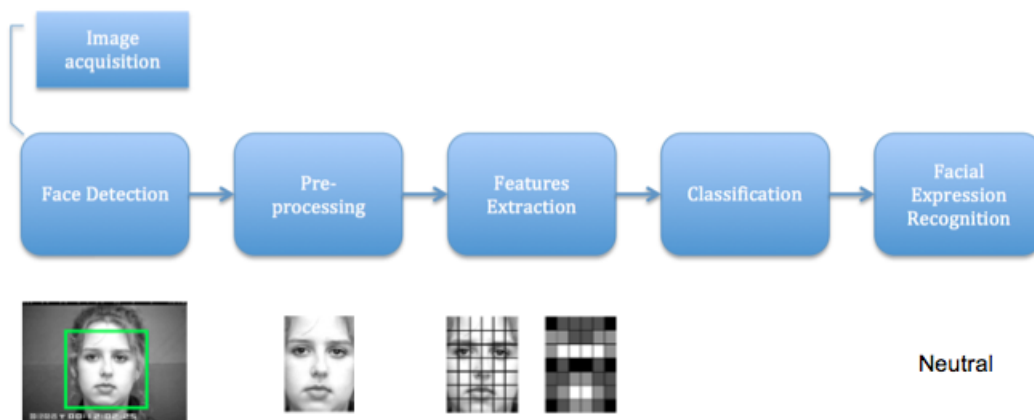 Image
acquisition
Face Detection
Pre-
processing
Features
Extraction
Classification
Facial
Expression
Recognition
Neutral